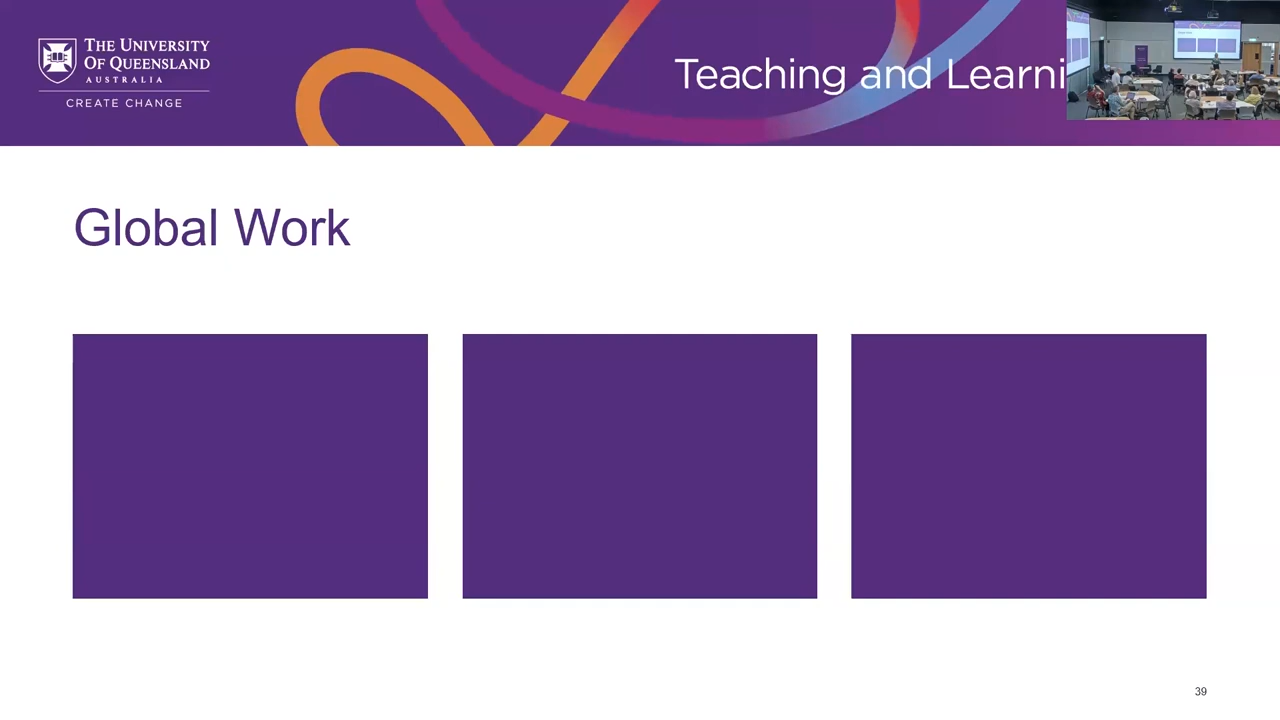 THE UNIVERSITY
OF QUEENSLAND
AUSTRALIA
CREATE CHANGE
Teaching and Learni
Global Work
39